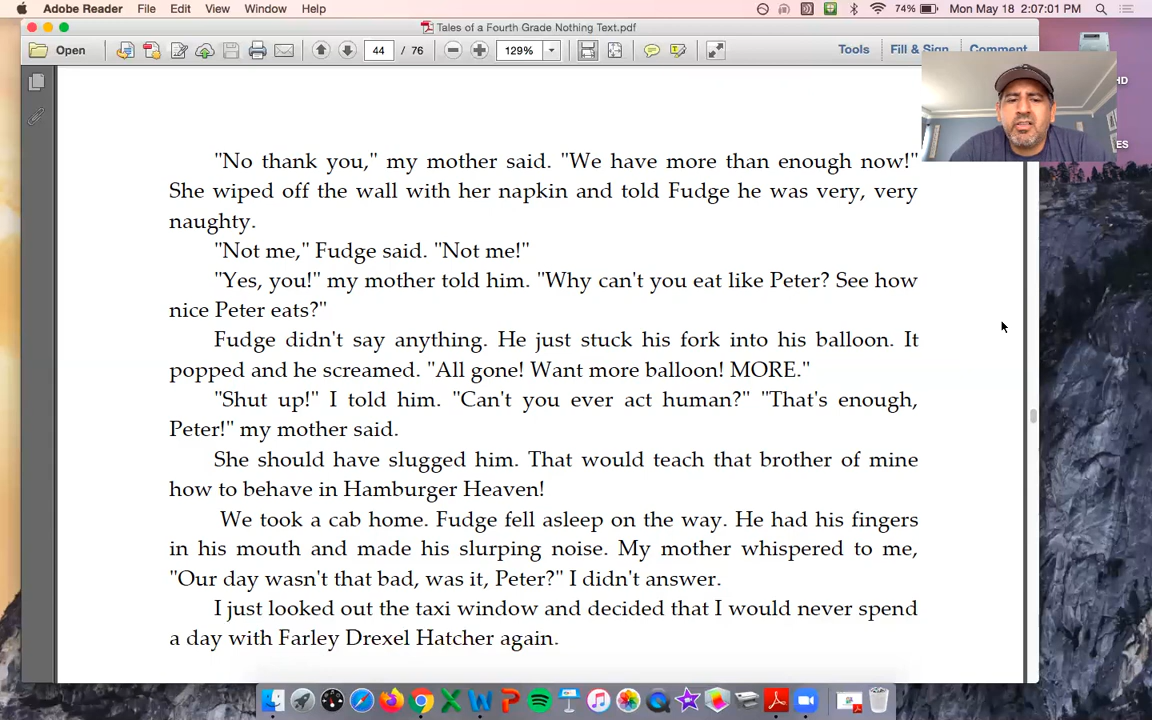 Adobe Reader File Edit View Window Help 74% Mon May 18 2:07:01 PM
Tales of a Fourth Grade Nothing Text.pdf
Open 44 / 76 129% Tools Fill & Sign Comment
HD
ES
"No thank you," my mother said. "We have more than enough now!"
She wiped off the wall with her napkin and told Fudge he was very, very
naughty.
"Not me," Fudge said. "Not me!"
"Yes, you!" my mother told him. "Why can't you eat like Peter? See how
nice Peter eats?"
Fudge didn't say anything. He just stuck his fork into his balloon. It
popped and he screamed. "All gone! Want more balloon! MORE."
"Shut up!" I told him. "Can't you ever act human?" "That's enough,
Peter!" my mother said.
She should have slugged him. That would teach that brother of mine
how to behave in Hamburger Heaven!
We took a cab home. Fudge fell asleep on the way. He had his fingers
in his mouth and made his slurping noise. My mother whispered to me,
"Our day wasn't that bad, was it, Peter?" I didn't answer.
I just looked out the taxi window and decided that I would never spend
a day with Farley Drexel Hatcher again.